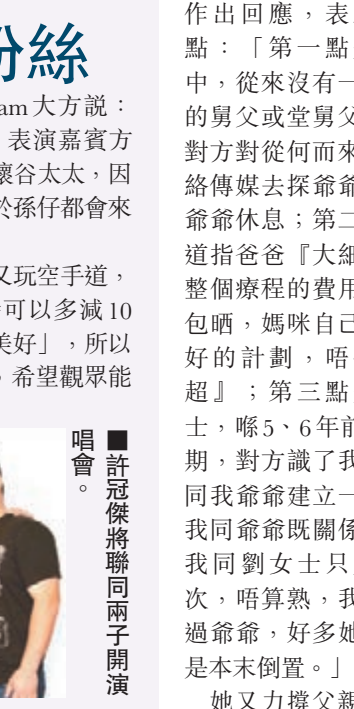 粉絲
am大方説：
表演嘉賓方
壞谷太太，因
於孫仔都會來
又玩空手道，
可以多減10
美好」，所以
希望觀眾能
■許冠傑將聯同兩子開演
唱會。
作出回應，表
點：「第一點
中，從來沒有一
的舅父或堂舅父
對方對從何而來
絡傳媒去探爺爺
爺爺休息；第二
道指爸爸『大細
整個療程的費用
包晒，媽咪自己
好的計劃，唔
超』；第三點
士，喺5、6年前
期，對方識了我
同我爺爺建立一
我同爺爺既關係
我同劉女士只
次，唔算熟，我
過爺爺，好多她
是本末倒置。」
她又力撐父親